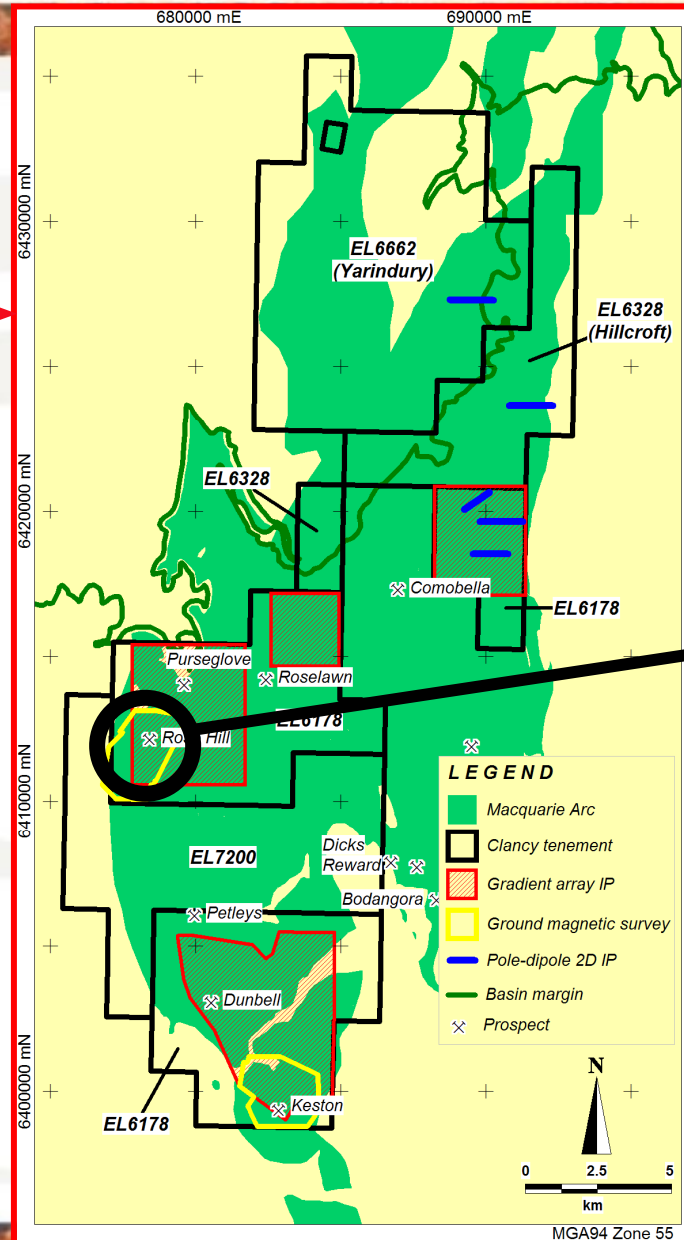 680000 mE
690000 mE
6430000 mN
EL6662
(Yarindury)
EL6328
(Hillcroft)
EL6328
6420000 mN
Comobella
EL6178
Purseglove
Roselawn
EL6178
Rose Hill
6410000 mN
LEGEND
Macquarie Arc
Clancy tenement
Gradient array IP
Ground magnetic survey
Pole-dipole 2D IP
Basin margin
Prospect
Dicks
Reward
EL7200
Bodangora
Petleys
Dunbell
6400000 mN
Keston
EL6178
N
0 2.5 5
km
MGA94 Zone 55